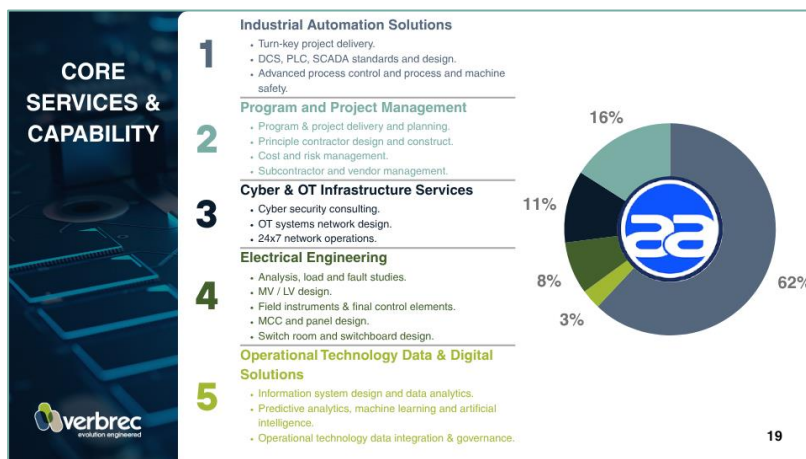 CORE
SERVICES &
CAPABILITY
verbrec
evolution engineered
1
Industrial Automation Solutions
• Turn-key project delivery.
• DCS, PLC, SCADA standards and design.
• Advanced process control and process and machine
safety.
2
Program and Project Management
• Program & project delivery and planning.
• Principle contractor design and construct.
• Cost and risk management.
• Subcontractor and vendor management.
3
Cyber & OT Infrastructure Services
• Cyber security consulting.
• OT systems network design.
• 24x7 network operations.
4
Electrical Engineering
• Analysis, load and fault studies.
• MV / LV design.
• Field instruments & final control elements.
• MCC and panel design.
• Switch room and switchboard design.
5
Operational Technology Data & Digital
Solutions
• Information system design and data analytics.
• Predictive analytics, machine learning and artificial
intelligence.
• Operational technology data integration & governance.
16%
11%
8%
3%
62%
aa
19